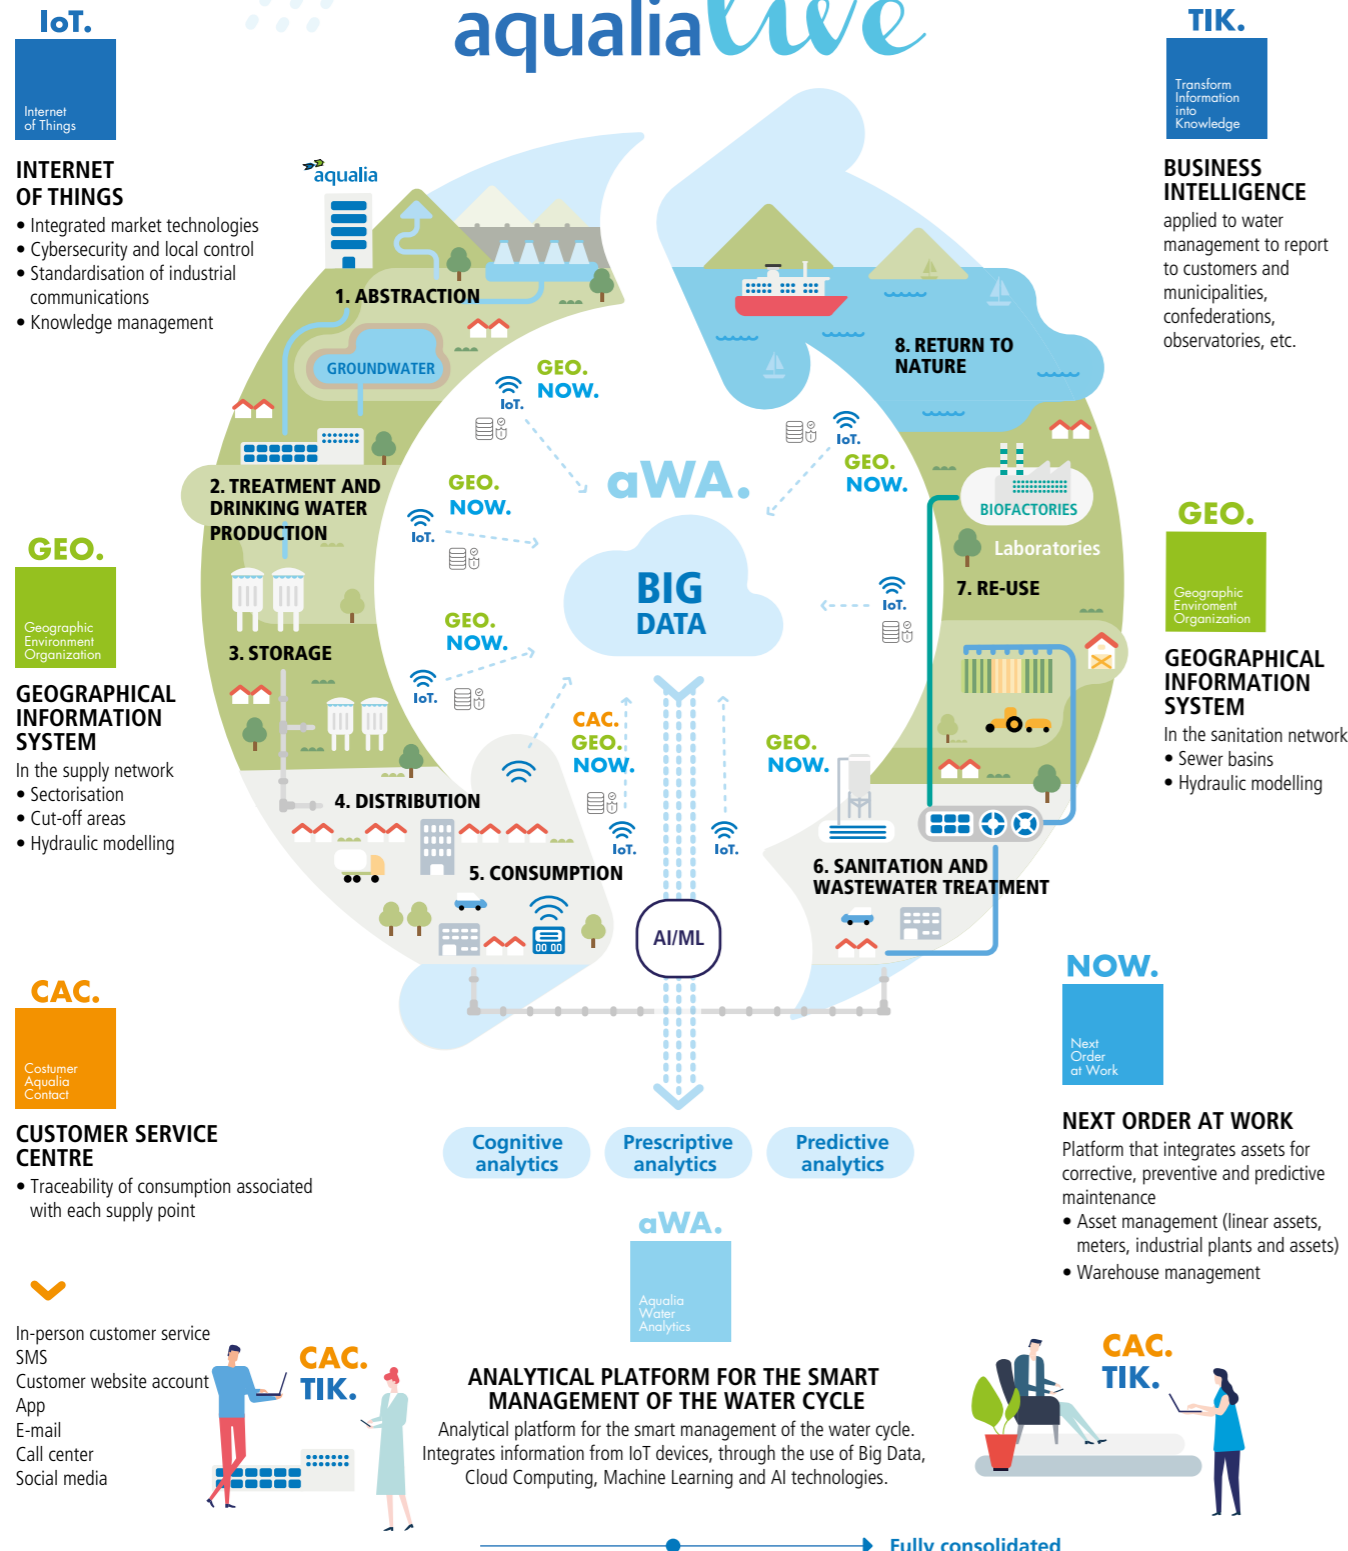 aqualia live
IoT.
Internet
of Things
INTERNET
OF THINGS
• Integrated market technologies
• Cybersecurity and local control
• Standardisation of industrial
communications
• Knowledge management
TIK.
Transform
Information
into
Knowledge
BUSINESS
INTELLIGENCE
applied to water
management to report
to customers and
municipalities,
confederations,
observatories, etc.
aqualia
1. ABSTRACTION
GROUNDWATER
GEO.
NOW.
IoT.
2. TREATMENT AND
DRINKING WATER
PRODUCTION
GEO.
NOW.
IoT.
3. STORAGE
GEO.
NOW.
IoT.
4. DISTRIBUTION
5. CONSUMPTION
00 00
CAC.
GEO.
NOW.
IoT.
IoT.
GEO.
NOW.
6. SANITATION AND
WASTEWATER TREATMENT
7. RE-USE
BIOFACTORIES
Laboratories
IoT.
8. RETURN TO
NATURE
IoT.
GEO.
NOW.
aWA.
BIG
DATA
AI/ML
Cognitive
analytics
Prescriptive
analytics
Predictive
analytics
GEO.
Geographic
Environment
Organization
GEOGRAPHICAL
INFORMATION
SYSTEM
In the supply network
• Sectorisation
• Cut-off areas
• Hydraulic modelling
GEO.
Geographic
Enviroment
Organization
GEOGRAPHICAL
INFORMATION
SYSTEM
In the sanitation network
• Sewer basins
• Hydraulic modelling
CAC.
Costumer
Aqualia
Contact
CUSTOMER SERVICE
CENTRE
• Traceability of consumption associated
with each supply point
In-person customer service
SMS
Customer website account
App
E-mail
Call center
Social media
CAC.
TIK.
NOW.
Next
Order
at Work
NEXT ORDER AT WORK
Platform that integrates assets for
corrective, preventive and predictive
maintenance
• Asset management (linear assets,
meters, industrial plants and assets)
• Warehouse management
CAC.
TIK.
aWA.
Aqualia
Water
Analytics
ANALYTICAL PLATFORM FOR THE SMART
MANAGEMENT OF THE WATER CYCLE
Analytical platform for the smart management of the water cycle.
Integrates information from IoT devices, through the use of Big Data,
Cloud Computing, Machine Learning and AI technologies.
Fully consolidated